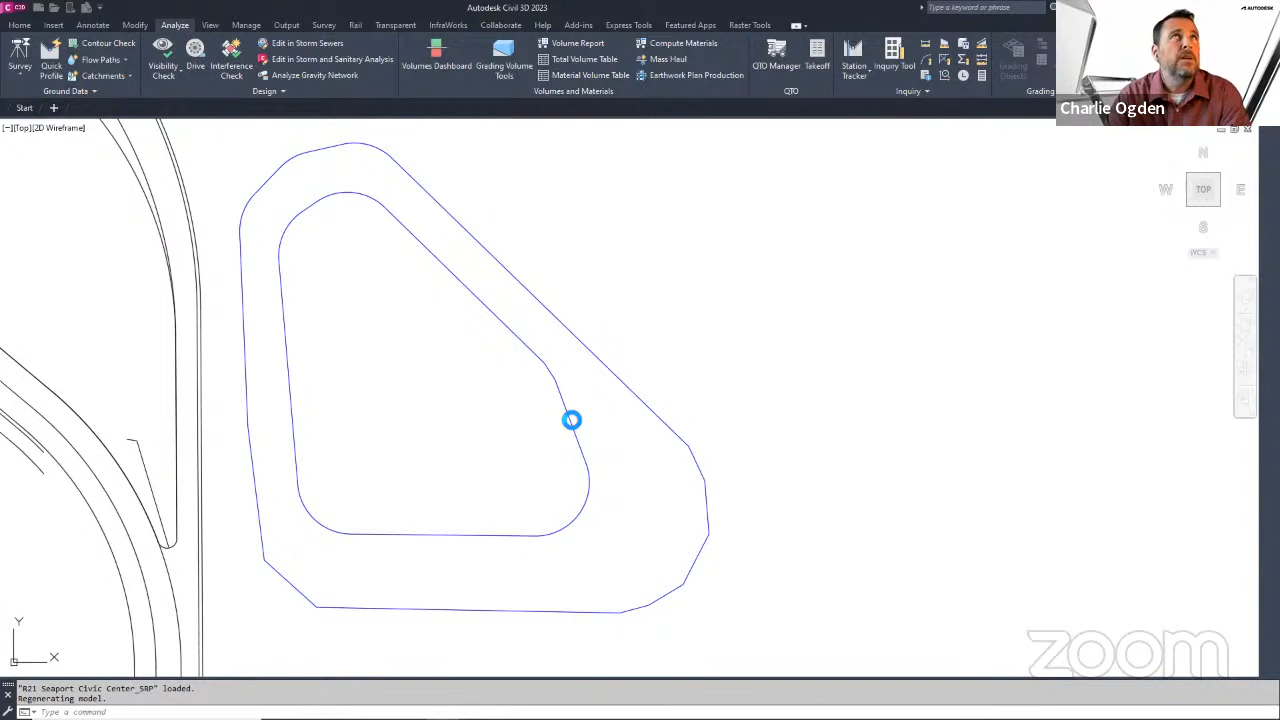 C3D
Autodesk Civil 3D 2023
Type a keyword or phrase
AUTODESK
Home Insert Annotate Modify Analyze View Manage Output Survey Rail Transparent InfraWorks Collaborate Help Add-ins Express Tools Featured Apps Raster Tools
Survey
Quick Profile
Contour Check
Flow Paths
Catchments
Ground Data
Visibility Check
Drive
Interference Check
Edit in Storm Sewers
Edit in Storm and Sanitary Analysis
Analyze Gravity Network
Design
Volumes Dashboard
Grading Volume Tools
Volume Report
Total Volume Table
Material Volume Table
Compute Materials
Mass Haul
Earthwork Plan Production
Volumes and Materials
QTO Manager
Takeoff
QTO
Station Tracker
Inquiry Tool
Inquiry
Grading Objects
Grading
Charlie Ogden
Start
[−][Top][2D Wireframe]
N
W
TOP
E
S
WCS
Y
X
zoom
"R21 Seaport Civic Center_SRP" loaded.
Regenerating model.
Type a command